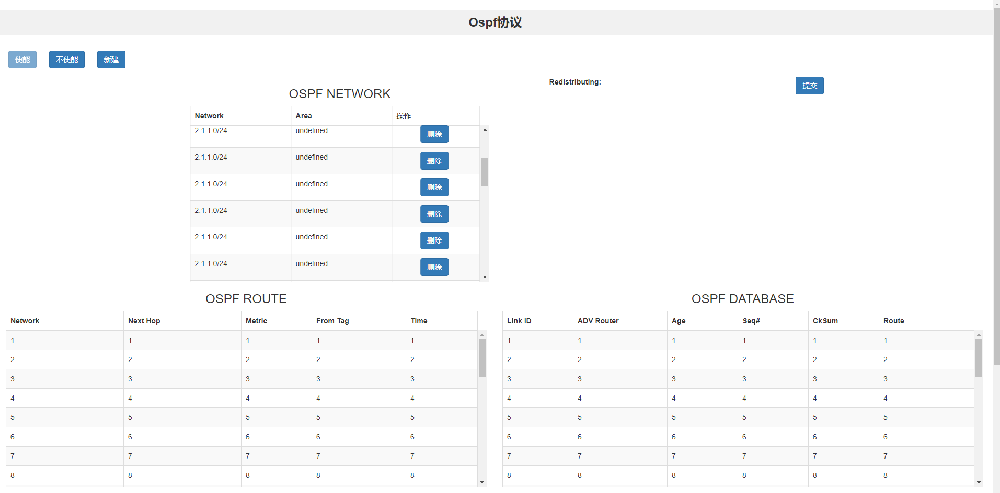 Ospf协议
使能 不使能 新建
Redistributing: 提交
OSPF NETWORK
Network Area 操作
2.1.1.0/24 undefined 删除
2.1.1.0/24 undefined 删除
2.1.1.0/24 undefined 删除
2.1.1.0/24 undefined 删除
2.1.1.0/24 undefined 删除
2.1.1.0/24 undefined 删除
OSPF ROUTE
Network Next Hop Metric From Tag Time
1 1 1 1 1
2 2 2 2 2
3 3 3 3 3
4 4 4 4 4
5 5 5 5 5
6 6 6 6 6
7 7 7 7 7
8 8 8 8 8
OSPF DATABASE
Link ID ADV Router Age Seq# CkSum Route
1 1 1 1 1 1
2 2 2 2 2 2
3 3 3 3 3 3
4 4 4 4 4 4
5 5 5 5 5 5
6 6 6 6 6 6
7 7 7 7 7 7
8 8 8 8 8 8